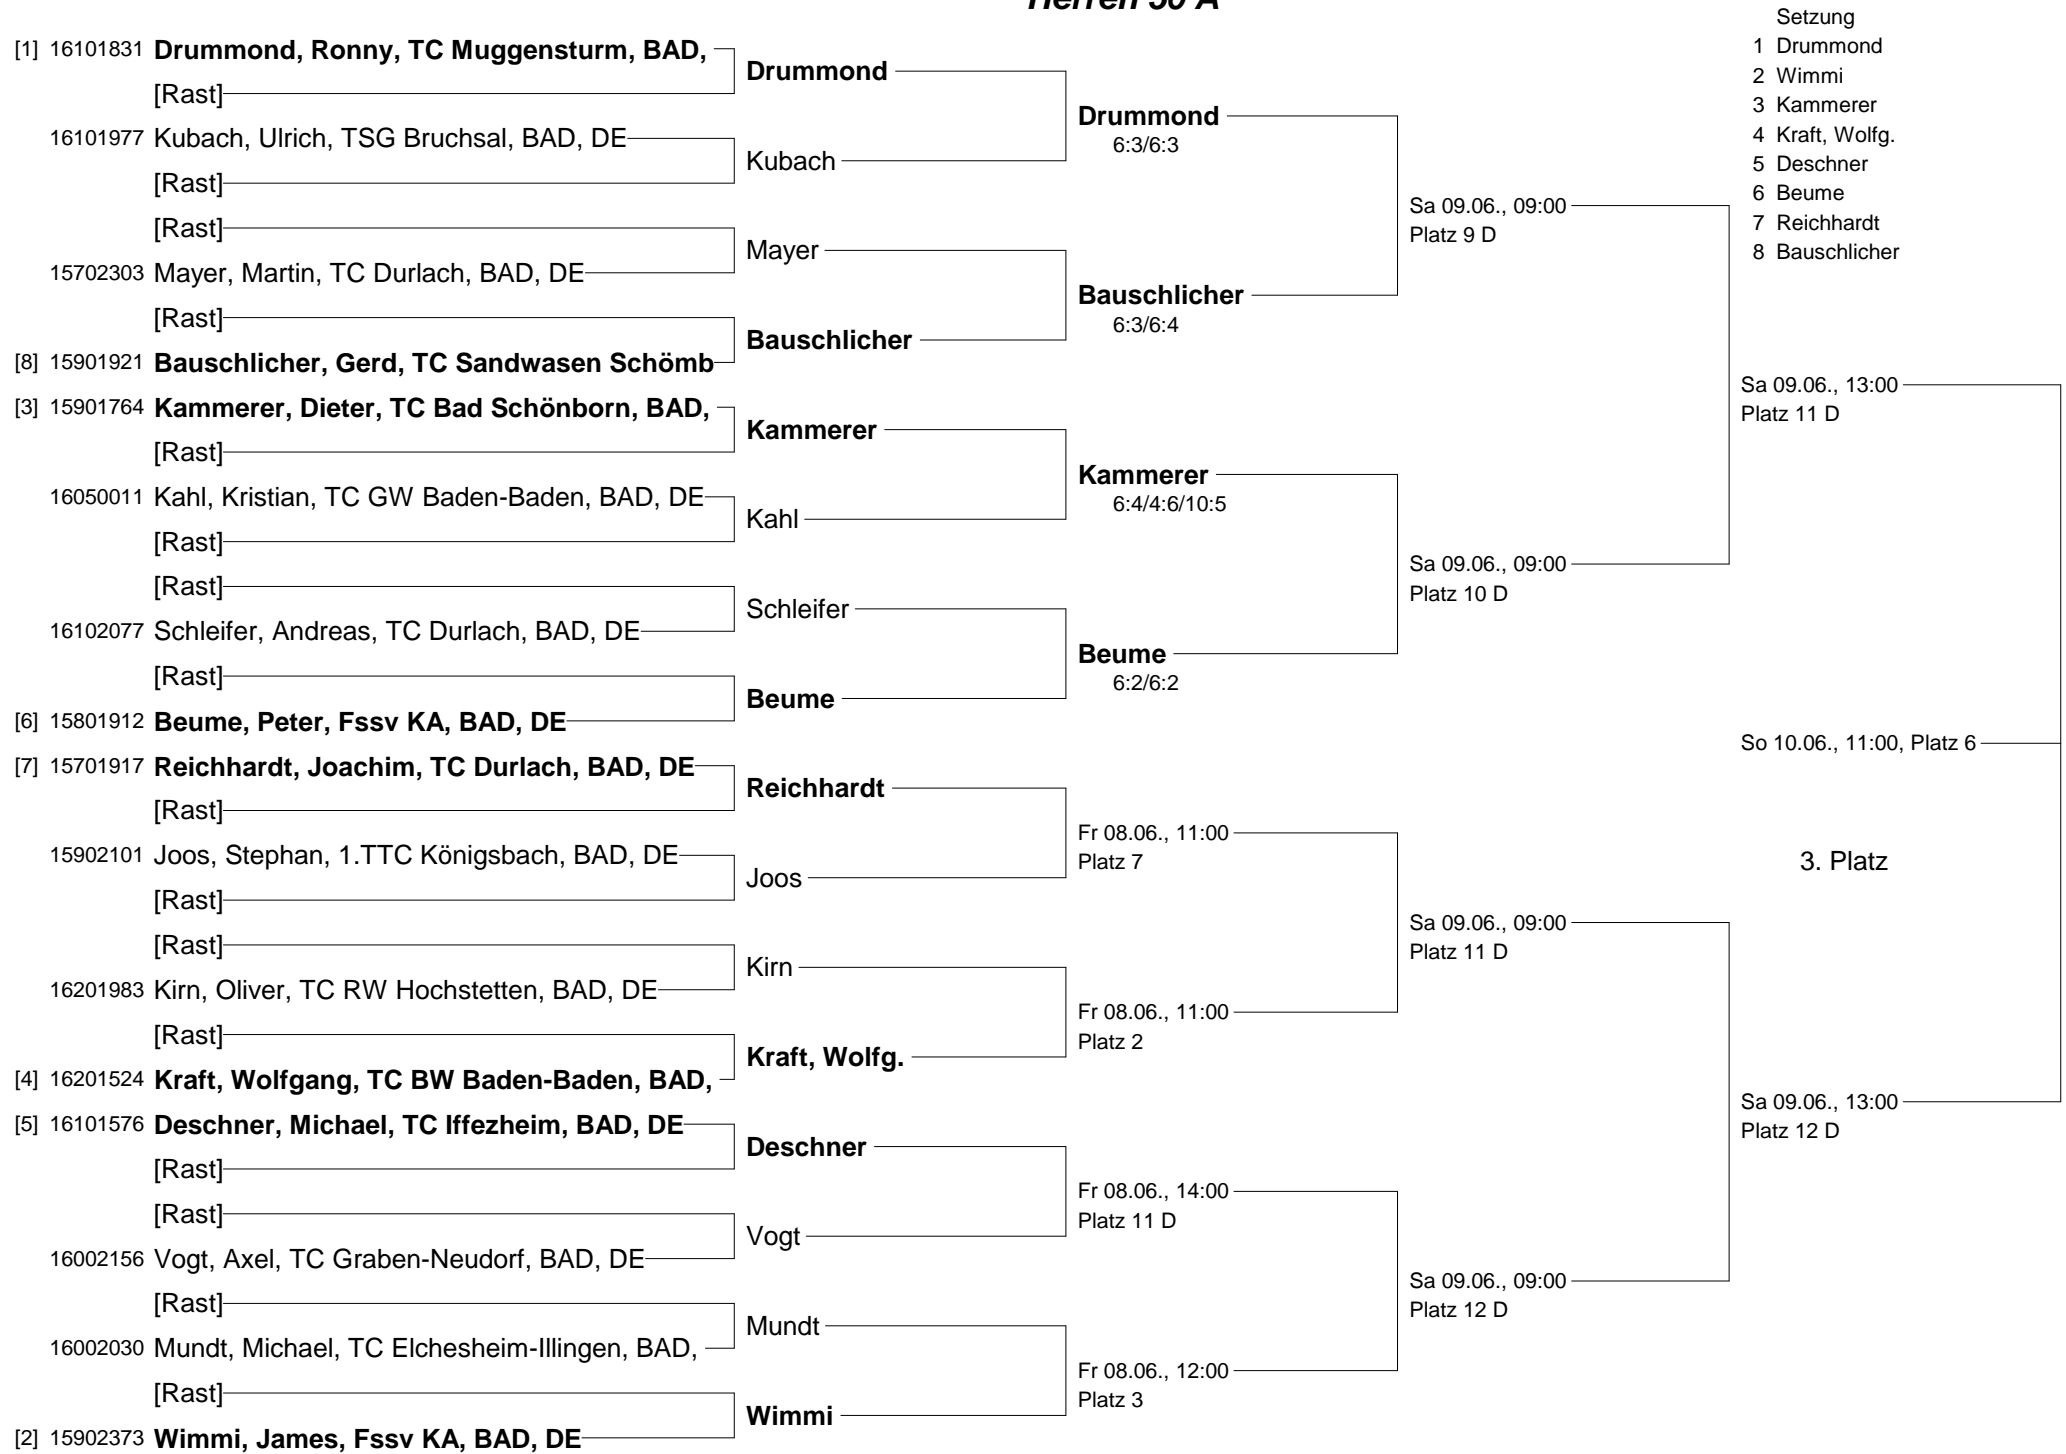 Herren 50 A
Setzung
1 Drummond
2 Wimmi
3 Kammerer
4 Kraft, Wolfg.
5 Deschner
6 Beume
7 Reichhardt
8 Bauschlicher
[1] 16101831 Drummond, Ronny, TC Muggensturm, BAD,
[Rast]
16101977 Kubach, Ulrich, TSG Bruchsal, BAD, DE
[Rast]
[Rast]
15702303 Mayer, Martin, TC Durlach, BAD, DE
[Rast]
[8] 15901921 Bauschlicher, Gerd, TC Sandwasen Schömb
[3] 15901764 Kammerer, Dieter, TC Bad Schönborn, BAD,
[Rast]
16050011 Kahl, Kristian, TC GW Baden-Baden, BAD, DE
[Rast]
[Rast]
16102077 Schleifer, Andreas, TC Durlach, BAD, DE
[Rast]
[6] 15801912 Beume, Peter, Fssv KA, BAD, DE
[7] 15701917 Reichhardt, Joachim, TC Durlach, BAD, DE
[Rast]
15902101 Joos, Stephan, 1.TTC Königsbach, BAD, DE
[Rast]
[Rast]
16201983 Kirn, Oliver, TC RW Hochstetten, BAD, DE
[Rast]
[4] 16201524 Kraft, Wolfgang, TC BW Baden-Baden, BAD,
[5] 16101576 Deschner, Michael, TC Iffezheim, BAD, DE
[Rast]
[Rast]
16002156 Vogt, Axel, TC Graben-Neudorf, BAD, DE
[Rast]
16002030 Mundt, Michael, TC Elchesheim-Illingen, BAD,
[Rast]
[2] 15902373 Wimmi, James, Fssv KA, BAD, DE
Drummond
Kubach
Mayer
Bauschlicher
Kammerer
Kahl
Schleifer
Beume
Reichhardt
Joos
Kirn
Kraft, Wolfg.
Deschner
Vogt
Mundt
Wimmi
Drummond
6:3/6:3
Bauschlicher
6:3/6:4
Kammerer
6:4/4:6/10:5
Beume
6:2/6:2
Fr 08.06., 11:00
Platz 7
Fr 08.06., 11:00
Platz 2
Fr 08.06., 14:00
Platz 11 D
Fr 08.06., 12:00
Platz 3
Sa 09.06., 09:00
Platz 9 D
Sa 09.06., 09:00
Platz 10 D
Sa 09.06., 09:00
Platz 11 D
Sa 09.06., 09:00
Platz 12 D
Sa 09.06., 13:00
Platz 11 D
So 10.06., 11:00, Platz 6
3. Platz
Sa 09.06., 13:00
Platz 12 D